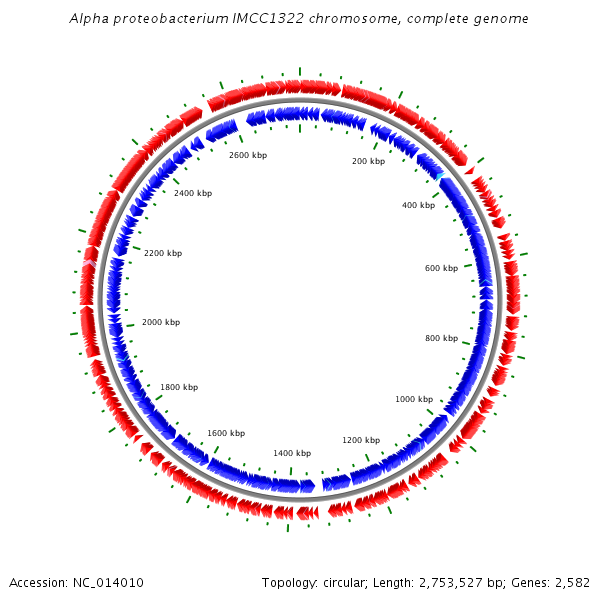 Alpha proteobacterium IMCC1322 chromosome, complete genome
2600 kbp
200 kbp
2400 kbp
400 kbp
2200 kbp
600 kbp
2000 kbp
800 kbp
1800 kbp
1000 kbp
1600 kbp
1200 kbp
1400 kbp
Accession: NC_014010
Topology: circular; Length: 2,753,527 bp; Genes: 2,582